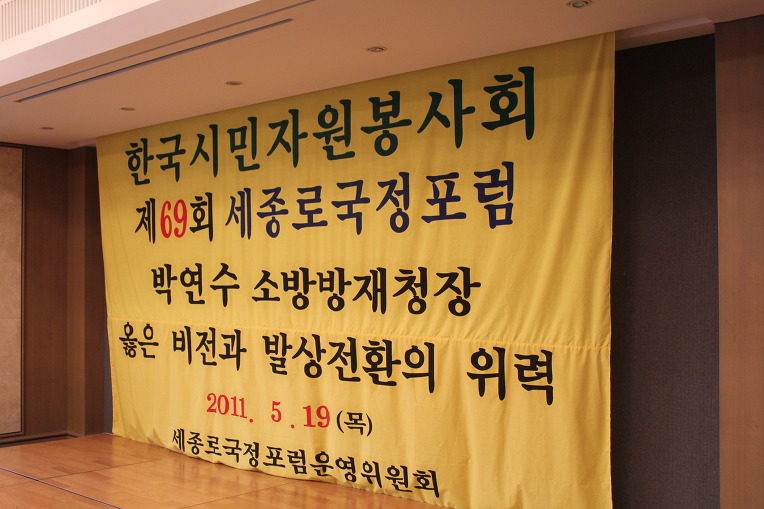 한국시민자원봉사회
제69회 세종로국정포럼
박연수 소방방재청장
옳은 비전과 발상전환의 위력
2011. 5. 19 (목)
세종로국정포럼운영위원회